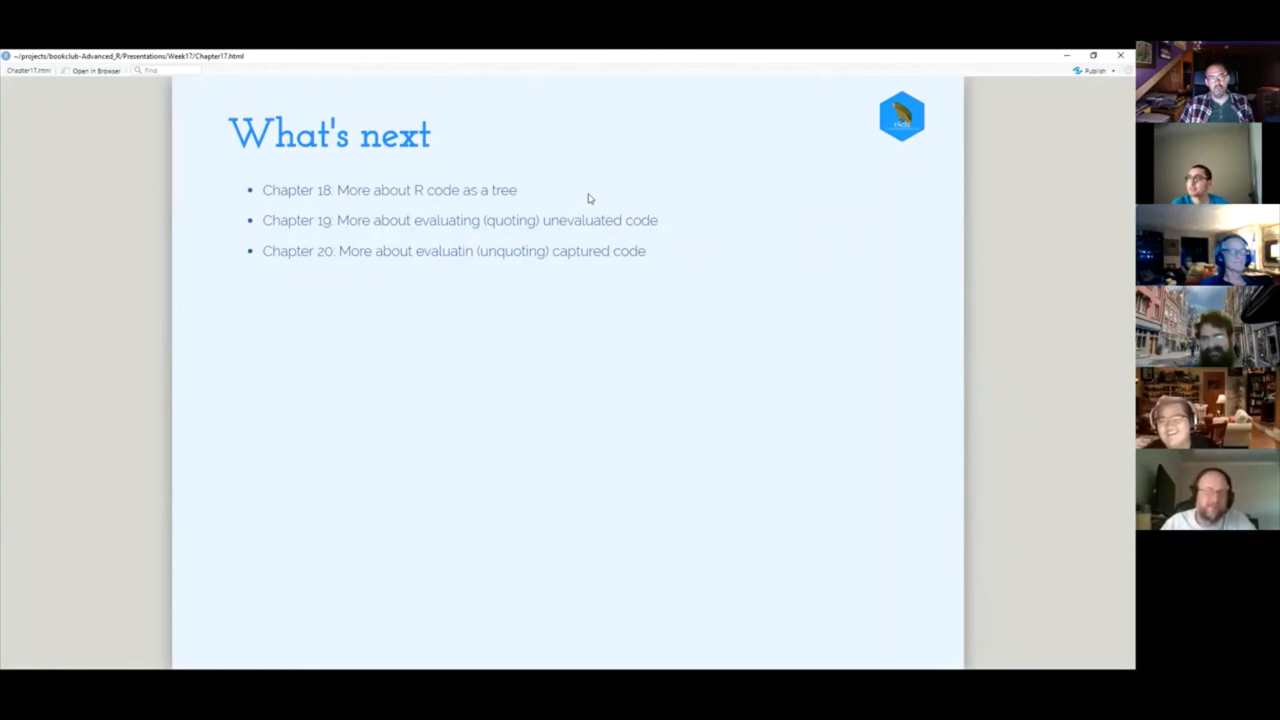 ~/projects/bookclub-Advanced_R/Presentations/Week17/Chapter17.html
Chapter17.html
Open in Browser
Find
Publish
What's next
r4ds
• Chapter 18: More about R code as a tree
• Chapter 19: More about evaluating (quoting) unevaluated code
• Chapter 20: More about evaluatin (unquoting) captured code